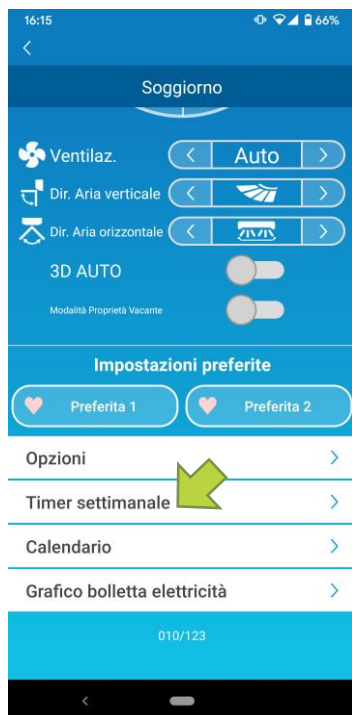 16:15 66%
Soggiorno
Ventilaz. Auto
Dir. Aria verticale
Dir. Aria orizzontale
3D AUTO
Modalità Proprietà Vacante
Impostazioni preferite
Preferita 1 Preferita 2
Opzioni
Timer settimanale
Calendario
Grafico bolletta elettricità
010/123